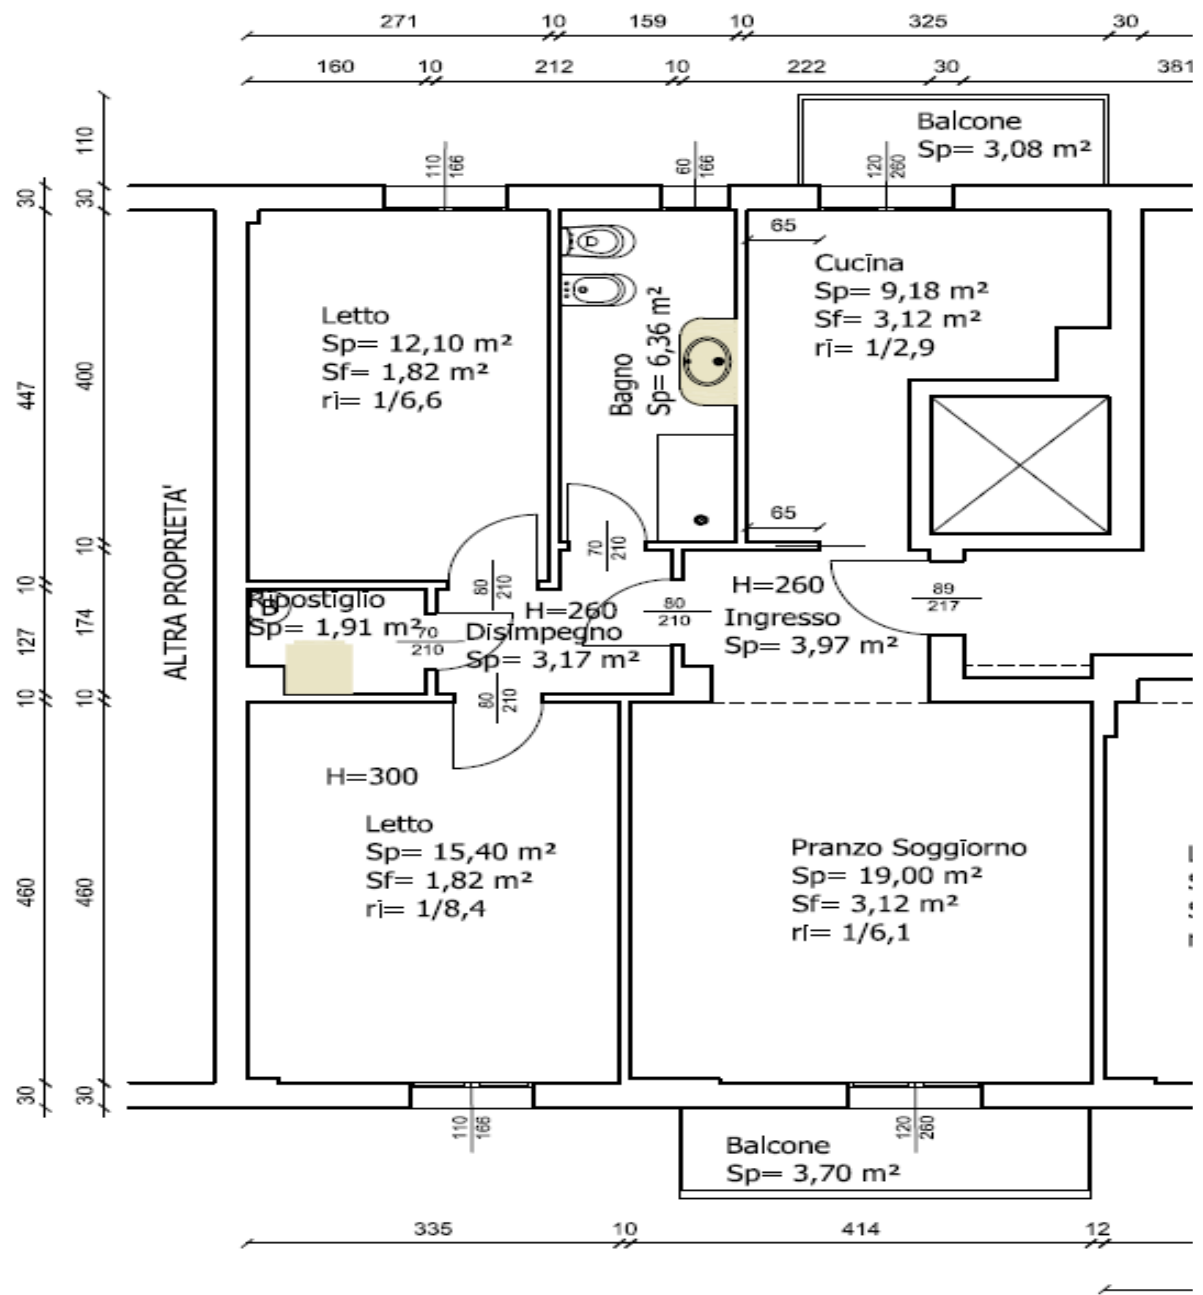 271 10 159 10 325 30
160 10 212 10 222 30 381
110
30
30
Balcone
Sp= 3,08 m²
110
166
60
166
120
260
65
Cucina
Sp= 9,18 m²
Sf= 3,12 m²
ri= 1/2,9
Letto
Sp= 12,10 m²
Sf= 1,82 m²
ri= 1/6,6
Bagno
Sp= 6,36 m²
447
400
ALTRA PROPRIETA'
65
10
10
70
210
80
210
H=260
89
217
Ripostiglio
B
Sp= 1,91 m²
H=260
Disimpegno
Sp= 3,17 m²
80
210
Ingresso
Sp= 3,97 m²
70
210
127
174
10
10
80
210
H=300
Letto
Sp= 15,40 m²
Sf= 1,82 m²
ri= 1/8,4
Pranzo Soggiorno
Sp= 19,00 m²
Sf= 3,12 m²
ri= 1/6,1
460
460
30
30
110
166
120
260
Balcone
Sp= 3,70 m²
335 10 414 12